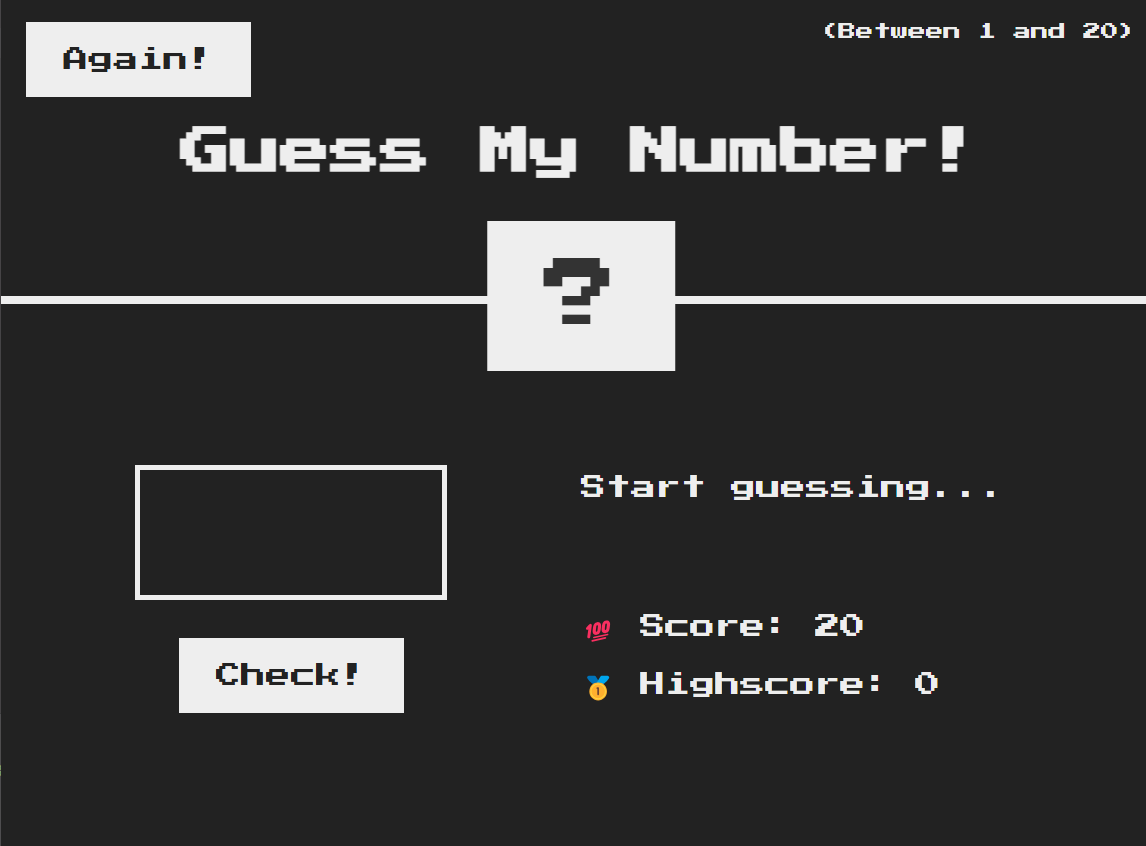 Again!
(Between 1 and 20)
Guess My Number!
?
Start guessing...
💯 Score: 20
Check!
🥇 Highscore: 0